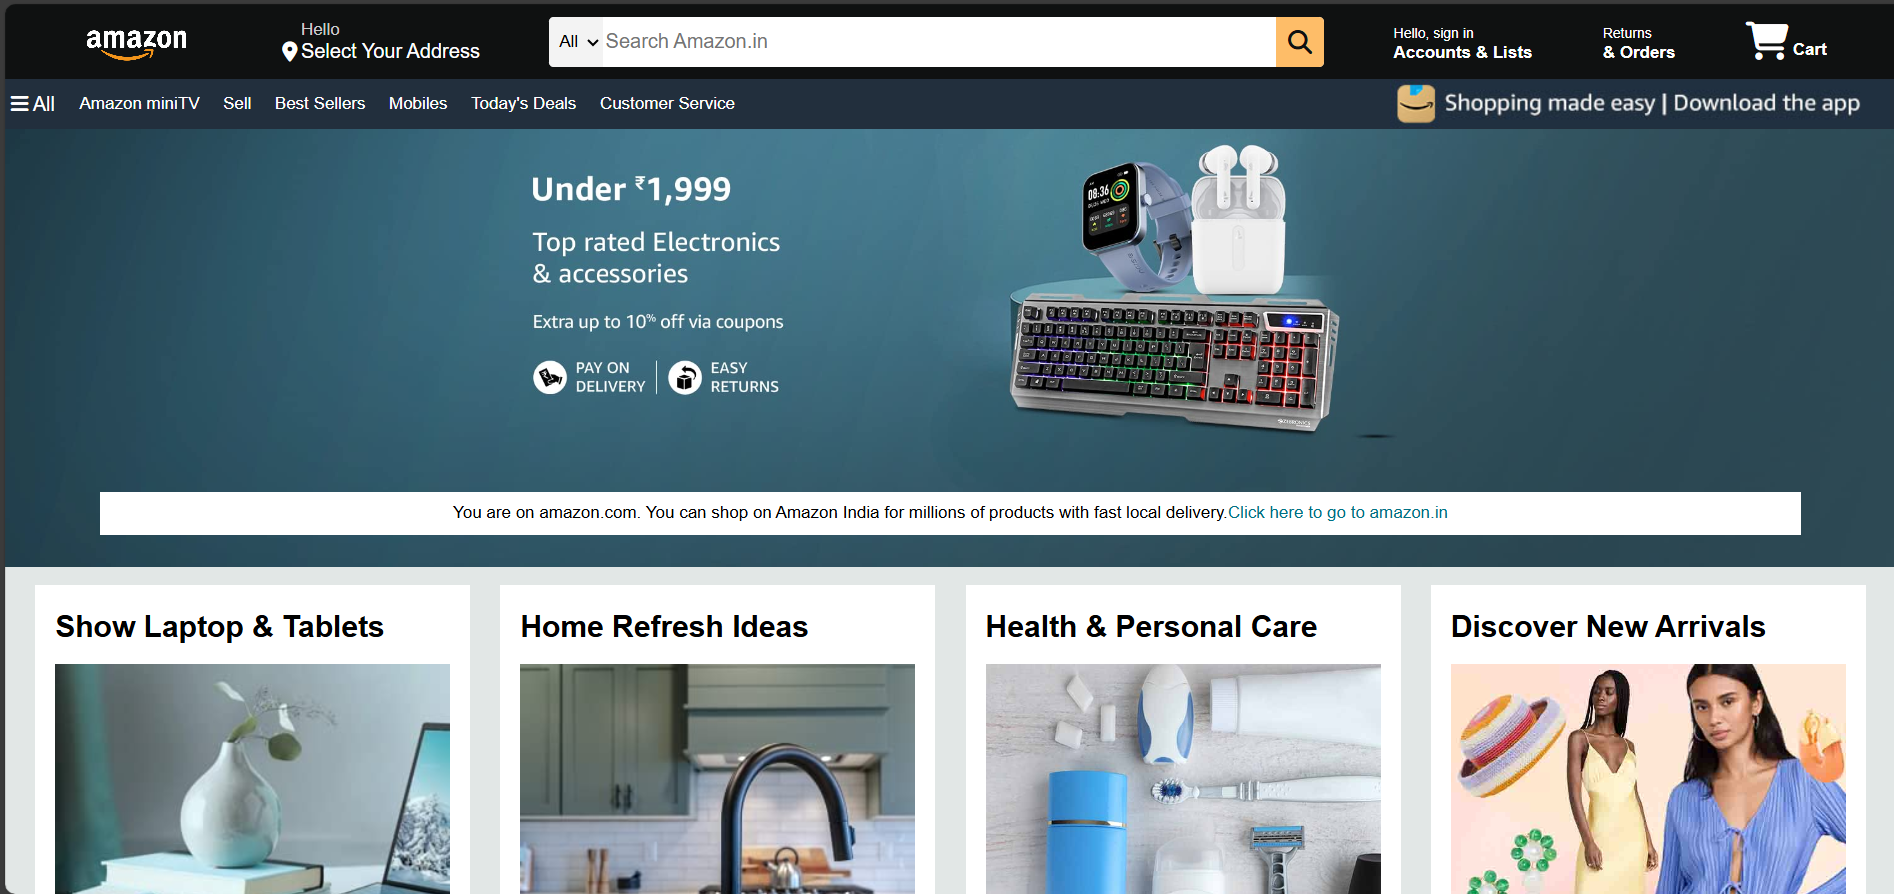 amazon
Hello
Select Your Address
All
Search Amazon.in
Hello, sign in
Accounts & Lists
Returns
& Orders
Cart
All
Amazon miniTV
Sell
Best Sellers
Mobiles
Today's Deals
Customer Service
Shopping made easy | Download the app
Under ₹1,999
Top rated Electronics
& accessories
Extra up to 10% off via coupons
PAY ON
DELIVERY
EASY
RETURNS
08:36
You are on amazon.com. You can shop on Amazon India for millions of products with fast local delivery.Click here to go to amazon.in
Show Laptop & Tablets
Home Refresh Ideas
Health & Personal Care
Discover New Arrivals